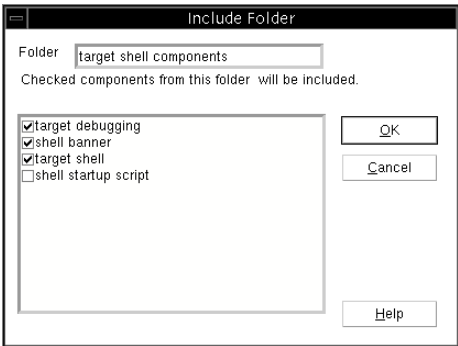 Include Folder
Folder target shell components
Checked components from this folder will be included.
target debugging
shell banner
target shell
shell startup script
OK
Cancel
Help